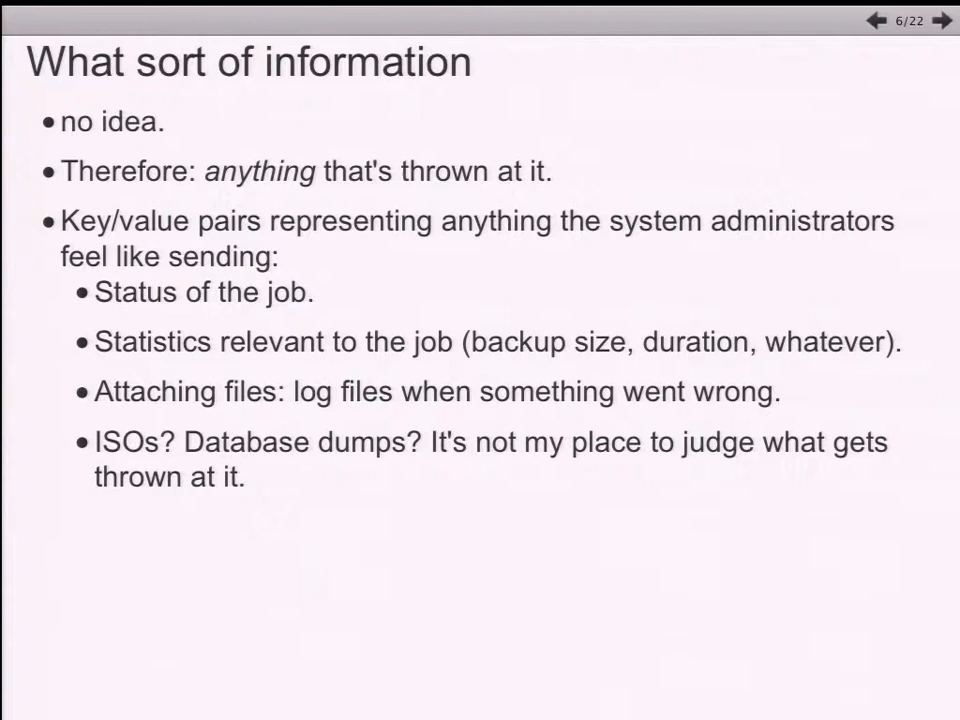 6/22
What sort of information
• no idea.
• Therefore: anything that's thrown at it.
• Key/value pairs representing anything the system administrators
feel like sending:
• Status of the job.
• Statistics relevant to the job (backup size, duration, whatever).
• Attaching files: log files when something went wrong.
• ISOs? Database dumps? It's not my place to judge what gets
thrown at it.